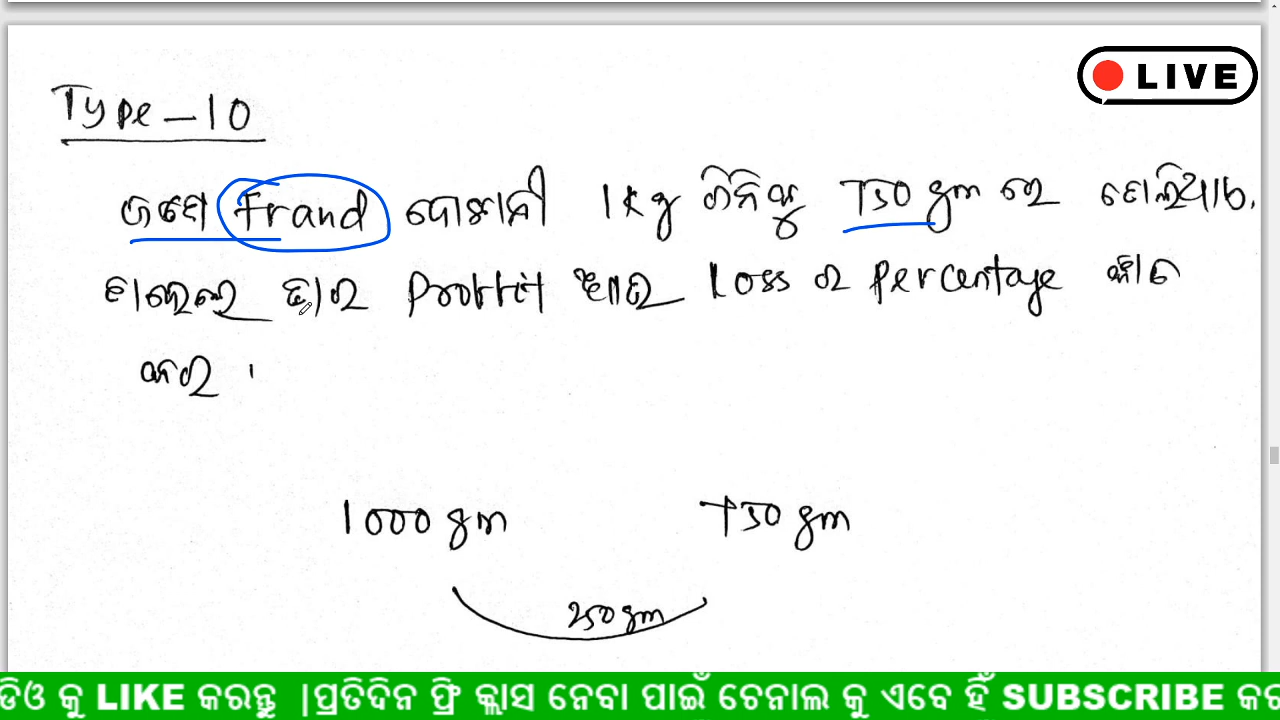 LIVE
Type - 10
ଜଣେ Fraud ଦୋକାନୀ 1kg ଚିନିକୁ 750 gm ରେ
ତାହେଲେ ତାର Profit ଆଉ Loss ର Percentage
କର ।
1000 gm 750 gm
250 gm
ଡିଓ କୁ LIKE କରନ୍ତୁ | ପ୍ରତିଦିନ ଫ୍ରି କ୍ଲାସ ନେବା ପାଇଁ ଚେନାଲ କୁ ଏବେ ହିଁ SUBSCRIBE କର